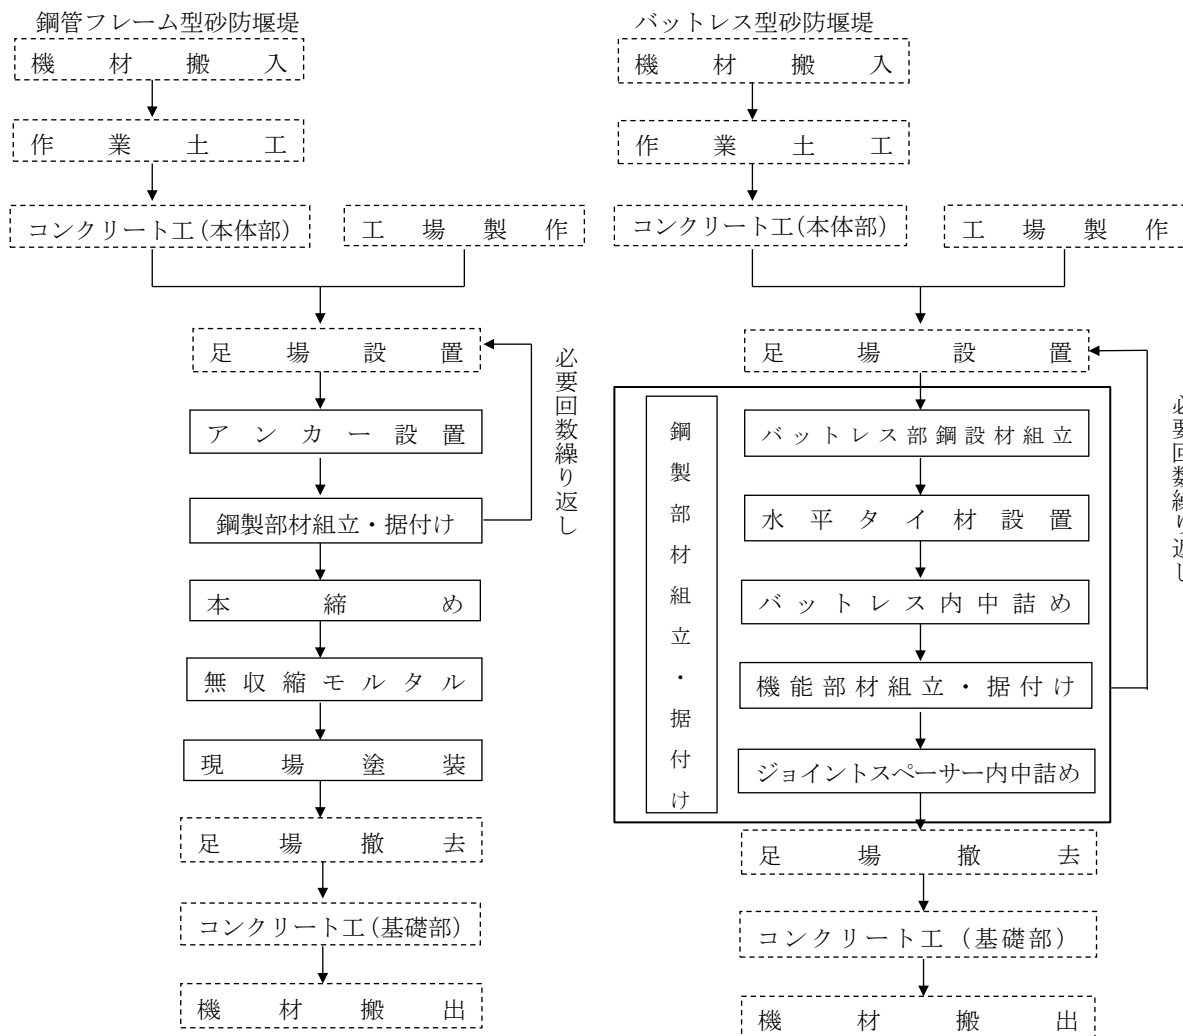 鋼管フレーム型砂防堰堤
機材搬入
作業土工
コンクリート工(本体部)
工場製作
足場設置
アンカー設置
鋼製部材組立・据付け
本締め
無収縮モルタル
現場塗装
足場撤去
コンクリート工(基礎部)
機材搬出
必要回数繰り返し
バットレス型砂防堰堤
機材搬入
作業土工
コンクリート工(本体部)
工場製作
足場設置
鋼製部材組立・据付け
バットレス部鋼設材組立
水平タイ材設置
バットレス内中詰め
機能部材組立・据付け
ジョイントスペーサー内中詰め
足場撤去
コンクリート工(基礎部)
機材搬出
必要回数繰り返し